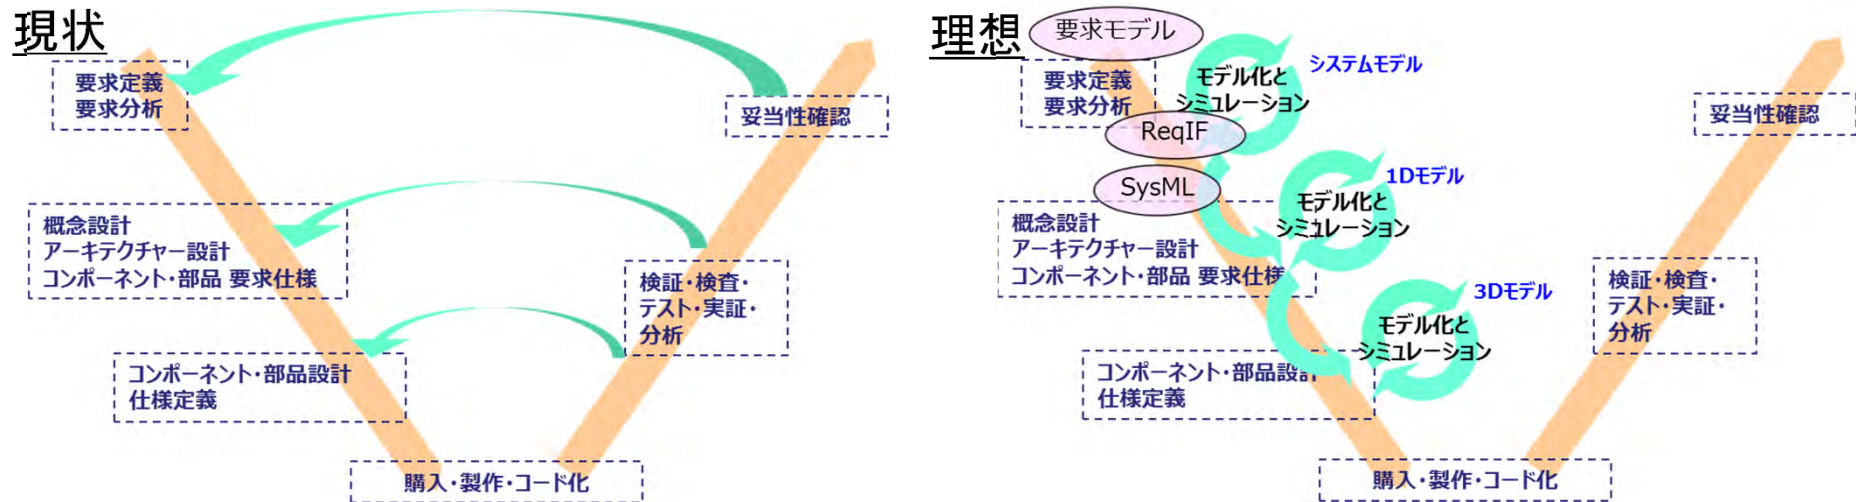 現状
要求定義
要求分析
妥当性確認
概念設計
アーキテクチャー設計
コンポーネント・部品 要求仕様
検証・検査・
テスト・実証・
分析
コンポーネント・部品設計
仕様定義
購入・製作・コード化
理想
要求モデル
要求定義
要求分析
モデル化と
シミュレーション
システムモデル
ReqIF
SysML
妥当性確認
1Dモデル
モデル化と
シミュレーション
概念設計
アーキテクチャー設計
コンポーネント・部品 要求仕様
検証・検査・
テスト・実証・
分析
3Dモデル
モデル化と
シミュレーション
コンポーネント・部品設計
仕様定義
購入・製作・コード化